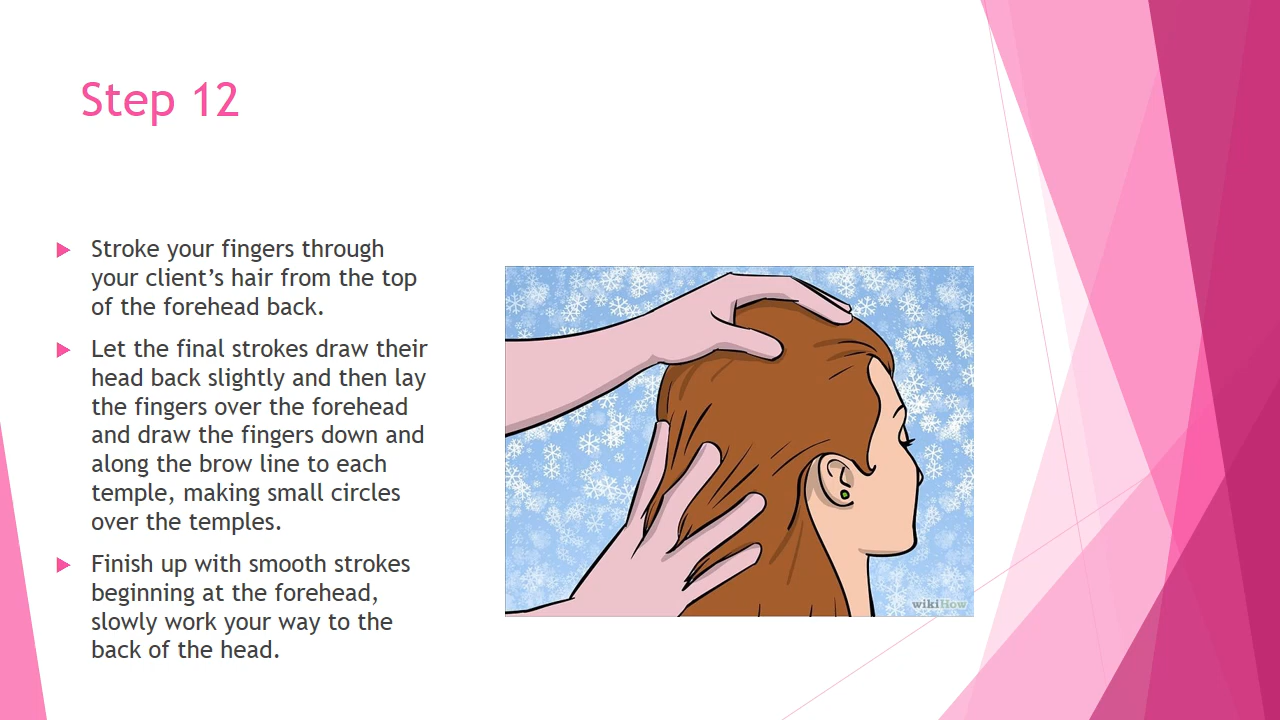 Step 12
Stroke your fingers through
your client’s hair from the top
of the forehead back.
Let the final strokes draw their
head back slightly and then lay
the fingers over the forehead
and draw the fingers down and
along the brow line to each
temple, making small circles
over the temples.
Finish up with smooth strokes
beginning at the forehead,
slowly work your way to the
back of the head.
wikiHow